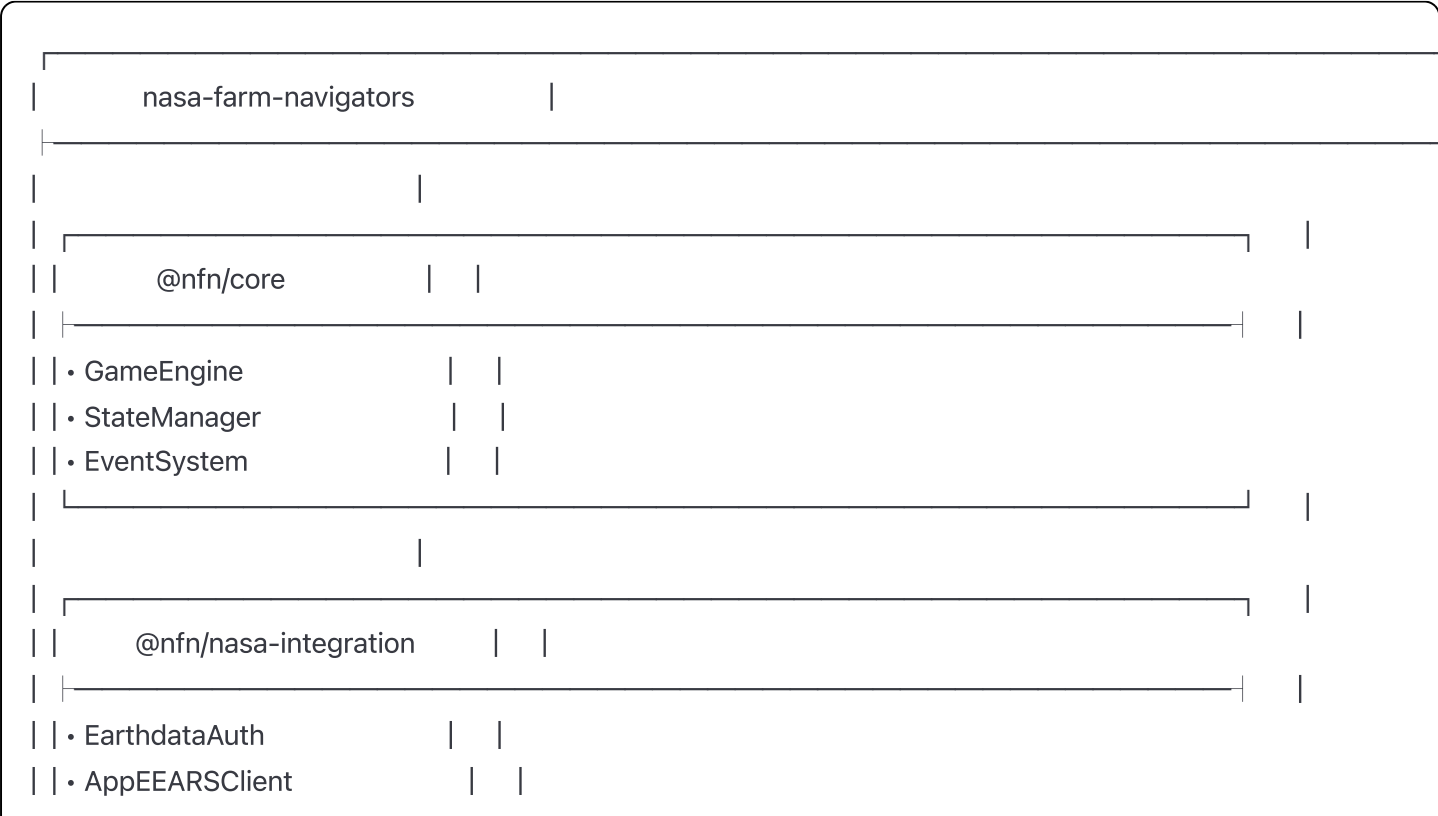 nasa-farm-navigators
@nfn/core
• GameEngine
• StateManager
• EventSystem
@nfn/nasa-integration
• EarthdataAuth
• AppEEARSClient